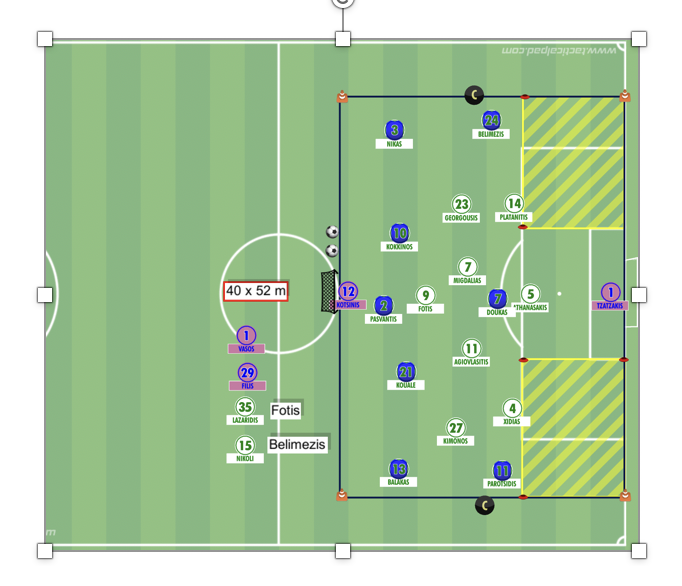 www.tacticalpad.com
C
3
NIKAS
24
BELIMEZIS
23
GEORGOUSIS
14
PLATANITIS
10
KOKKINOS
7
MIGDALIAS
40 x 52 m
12
KOTSINIS
2
PASVANTIS
9
FOTIS
7
DOUKAS
5
'THANASAKIS
1
TZATZAKIS
1
VASOS
11
AGIOVLASITIS
29
FILIS
21
KOUALE
35
LAZARIDIS
Fotis
4
XIDIAS
27
KIMONOS
15
NIKOLI
Belimezis
13
BALAKAS
11
PAROTSIDIS
C
m